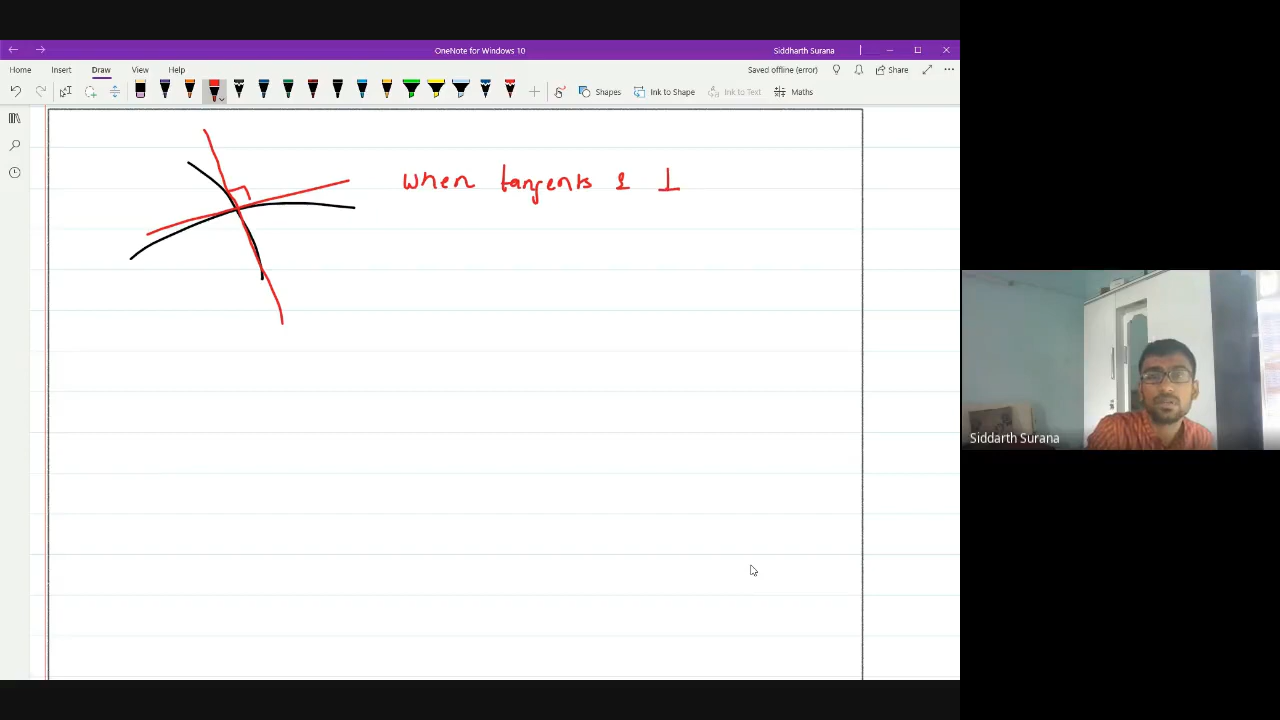 OneNote for Windows 10
Siddharth Surana
Home Insert Draw View Help
Saved offline (error)
Share
Shapes
Ink to Shape
Ink to Text
Maths
when tangents ⊥
Siddarth Surana